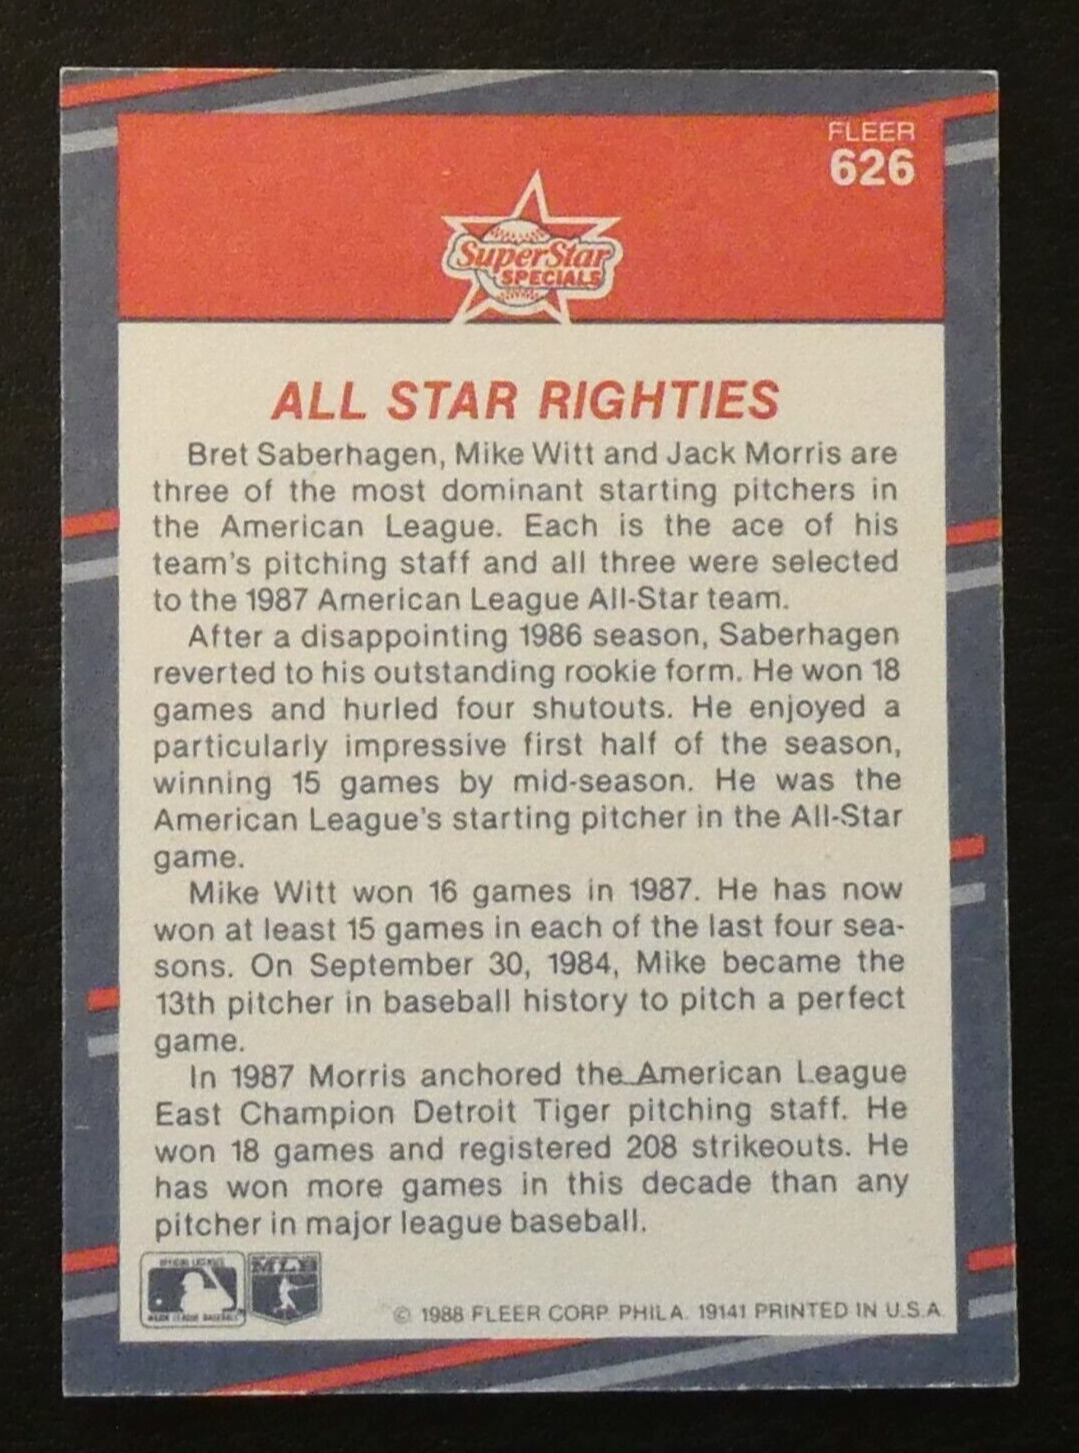 FLEER
626
SuperStar
SPECIALS
ALL STAR RIGHTIES
Bret Saberhagen, Mike Witt and Jack Morris are
three of the most dominant starting pitchers in
the American League. Each is the ace of his
team's pitching staff and all three were selected
to the 1987 American League All-Star team.
After a disappointing 1986 season, Saberhagen
reverted to his outstanding rookie form. He won 18
games and hurled four shutouts. He enjoyed a
particularly impressive first half of the season,
winning 15 games by mid-season. He was the
American League's starting pitcher in the All-Star
game.
Mike Witt won 16 games in 1987. He has now
won at least 15 games in each of the last four sea-
sons. On September 30, 1984, Mike became the
13th pitcher in baseball history to pitch a perfect
game.
In 1987 Morris anchored the American League
East Champion Detroit Tiger pitching staff. He
won 18 games and registered 208 strikeouts. He
has won more games in this decade than any
pitcher in major league baseball.
OFFICIAL LICENSEE
MAJOR LEAGUE BASEBALL
MLB
© 1988 FLEER CORP. PHILA. 19141 PRINTED IN U.S.A.